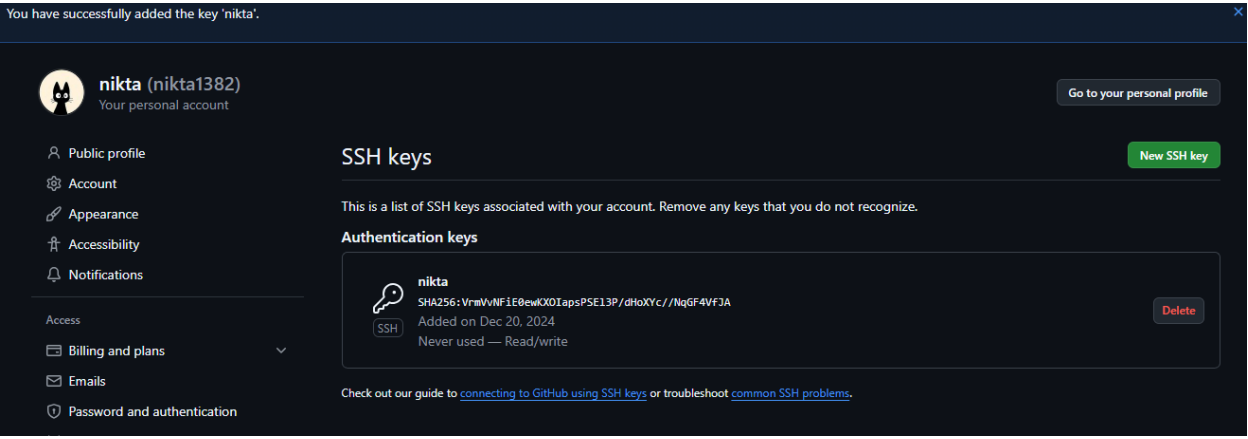 You have successfully added the key 'nikta'.
nikta (nikta1382)
Your personal account
Go to your personal profile
Public profile
Account
Appearance
Accessibility
Notifications
Access
Billing and plans
Emails
Password and authentication
SSH keys
New SSH key
This is a list of SSH keys associated with your account. Remove any keys that you do not recognize.
Authentication keys
nikta
SHA256:VrmVvNFiE0ewKXOIapsPSEl3P/dHoXYc//NqGF4VfJA
Added on Dec 20, 2024
Never used — Read/write
SSH
Delete
Check out our guide to connecting to GitHub using SSH keys or troubleshoot common SSH problems.